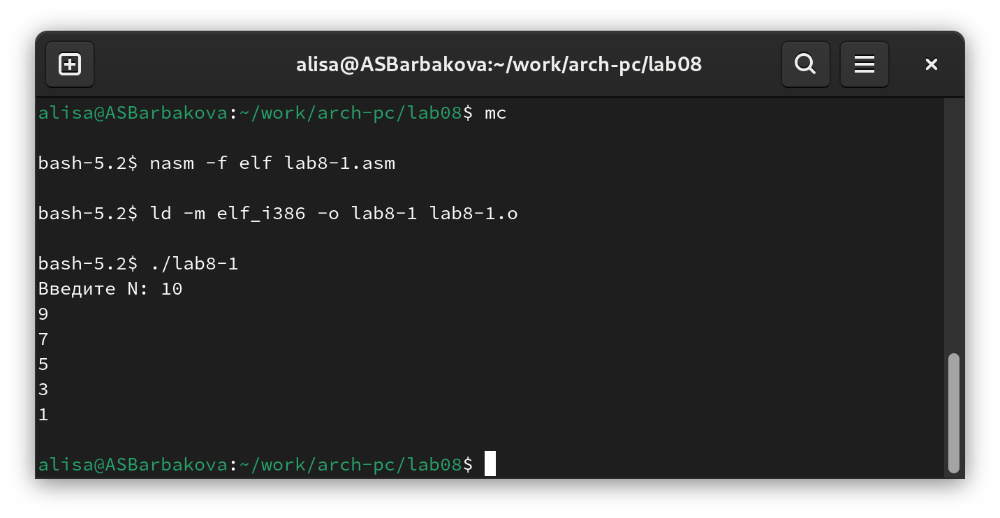 alisa@ASBarbakova:~/work/arch-pc/lab08
alisa@ASBarbakova:~/work/arch-pc/lab08$ mc
bash-5.2$ nasm -f elf lab8-1.asm
bash-5.2$ ld -m elf_i386 -o lab8-1 lab8-1.o
bash-5.2$ ./lab8-1
Введите N: 10
9
7
5
3
1
alisa@ASBarbakova:~/work/arch-pc/lab08$